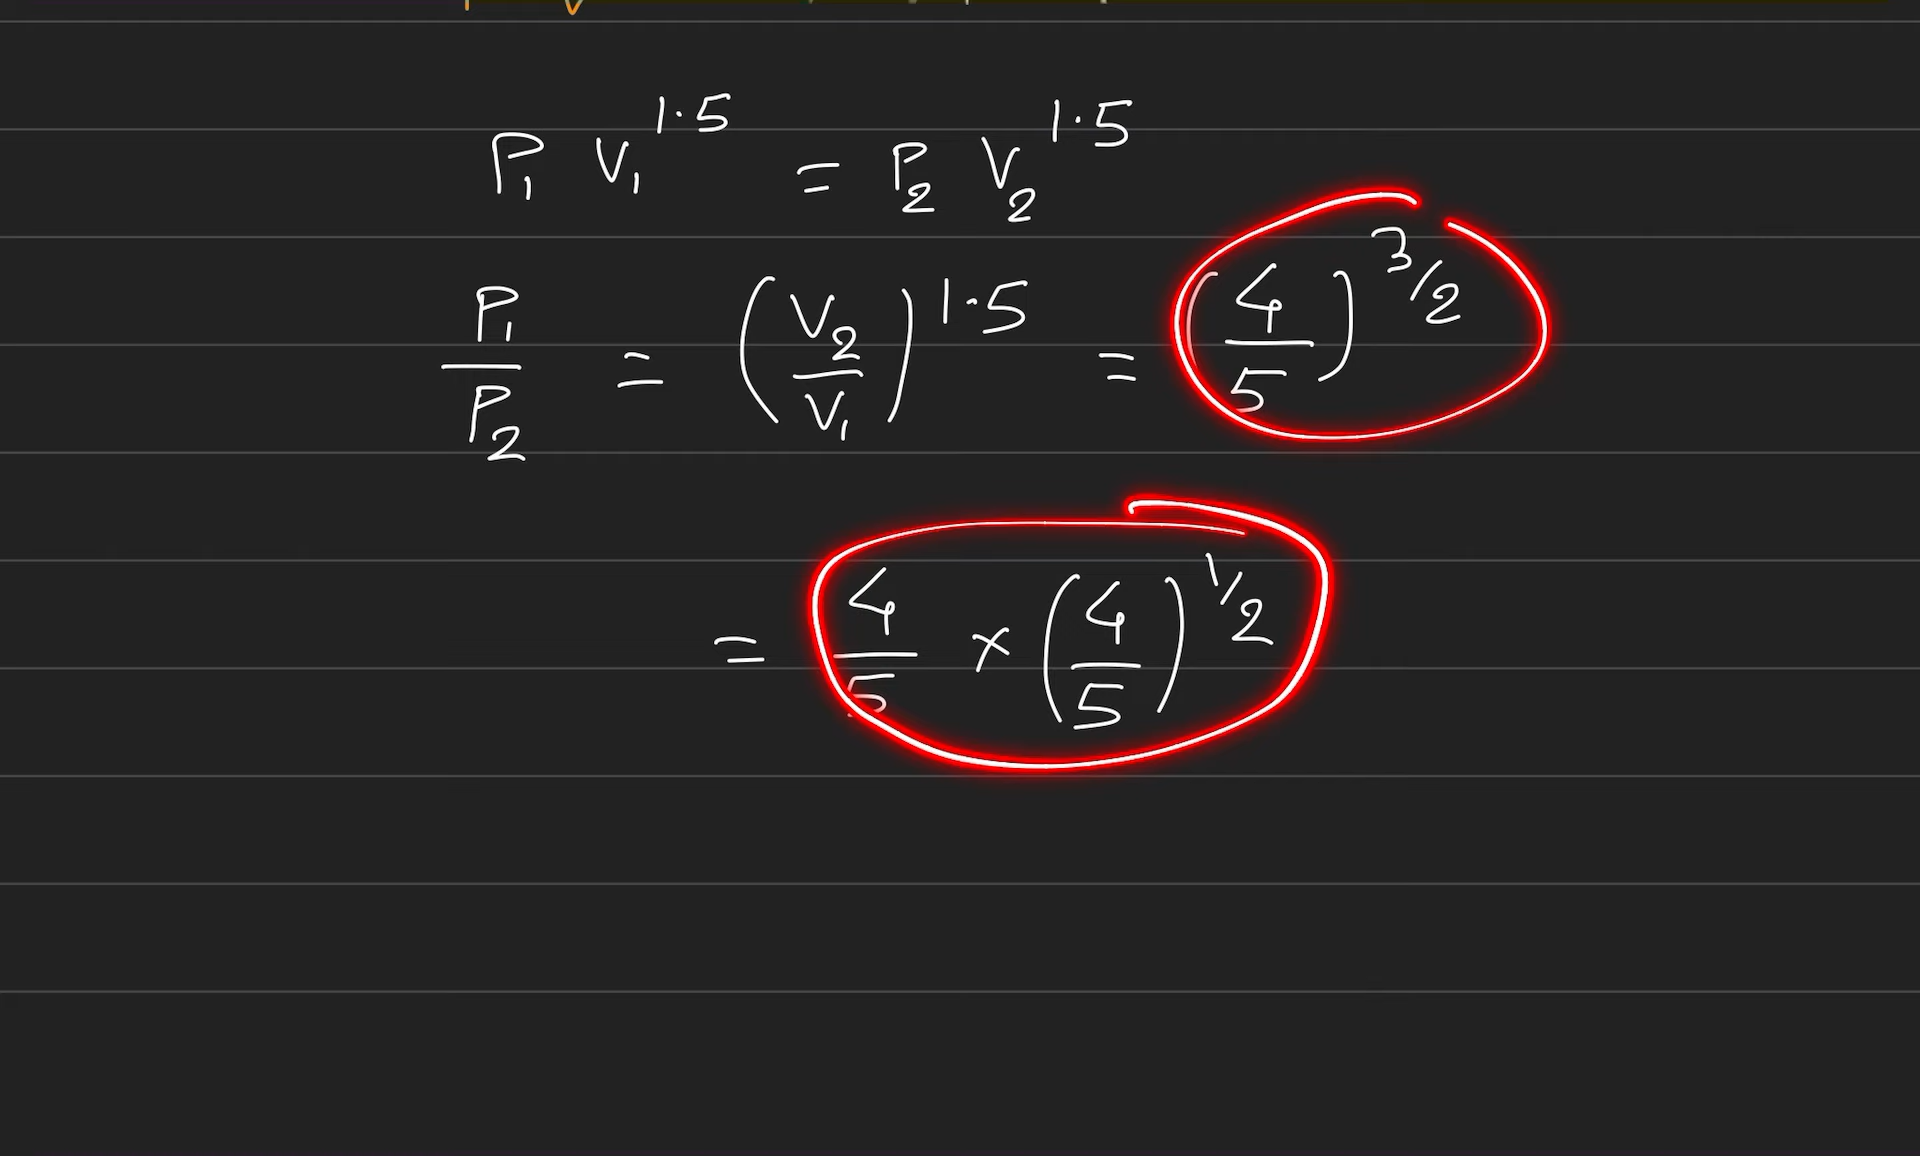 P₁ V₁^1.5 = P₂ V₂^1.5
P₁/P₂ = (V₂/V₁)^1.5 = (4/5)^3/2
= 4/5 × (4/5)^1/2